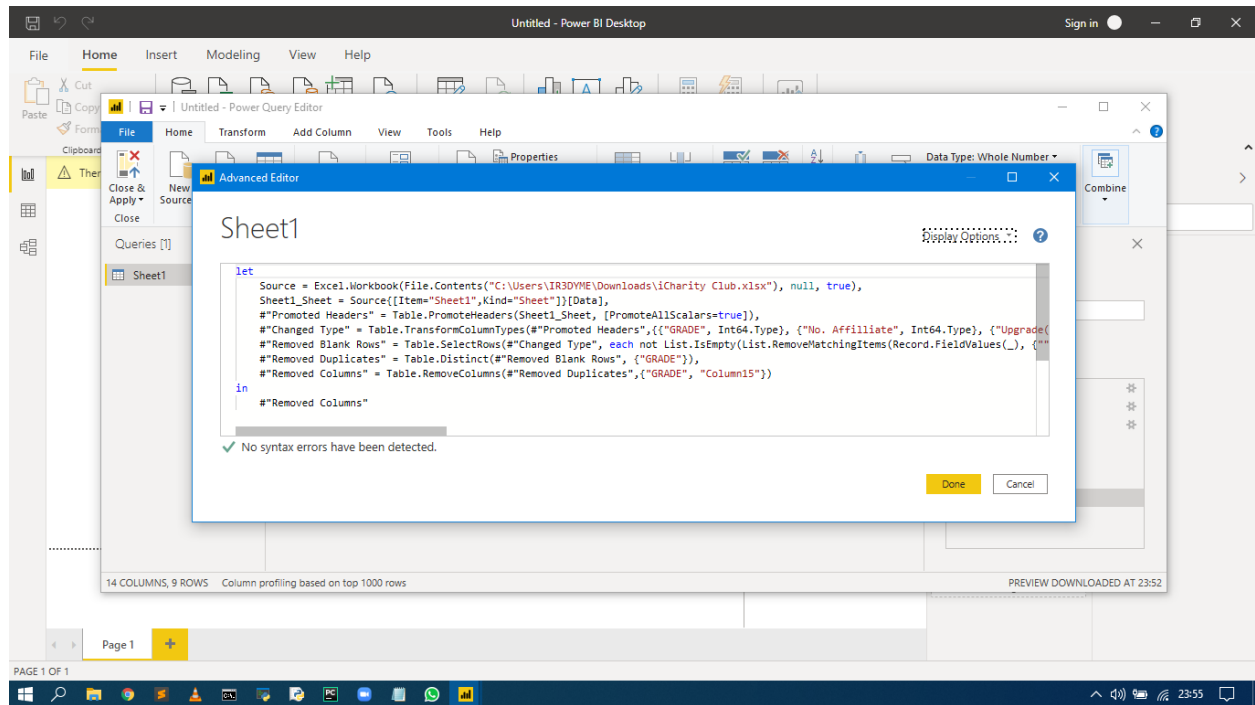 Untitled - Power BI Desktop
Sign in
File Home Insert Modeling View Help
Cut
Copy
Paste
Form
Clipboard
Ther
Untitled - Power Query Editor
File Home Transform Add Column View Tools Help
Properties
Data Type: Whole Number
Close & Apply
New Source
Combine
Close
Advanced Editor
Queries [1]
Sheet1
Sheet1
Display Options
let
Source = Excel.Workbook(File.Contents("C:\Users\IR3DYME\Downloads\iCharity Club.xlsx"), null, true),
Sheet1_Sheet = Source{[Item="Sheet1",Kind="Sheet"]}[Data],
#"Promoted Headers" = Table.PromoteHeaders(Sheet1_Sheet, [PromoteAllScalars=true]),
#"Changed Type" = Table.TransformColumnTypes(#"Promoted Headers",{{"GRADE", Int64.Type}, {"No. Affilliate", Int64.Type}, {"Upgrade(
#"Removed Blank Rows" = Table.SelectRows(#"Changed Type", each not List.IsEmpty(List.RemoveMatchingItems(Record.FieldValues(_), {""
#"Removed Duplicates" = Table.Distinct(#"Removed Blank Rows", {"GRADE"}),
#"Removed Columns" = Table.RemoveColumns(#"Removed Duplicates",{"GRADE", "Column15"})
in
#"Removed Columns"
No syntax errors have been detected.
Done Cancel
14 COLUMNS, 9 ROWS Column profiling based on top 1000 rows
PREVIEW DOWNLOADED AT 23:52
Page 1
PAGE 1 OF 1
23:55